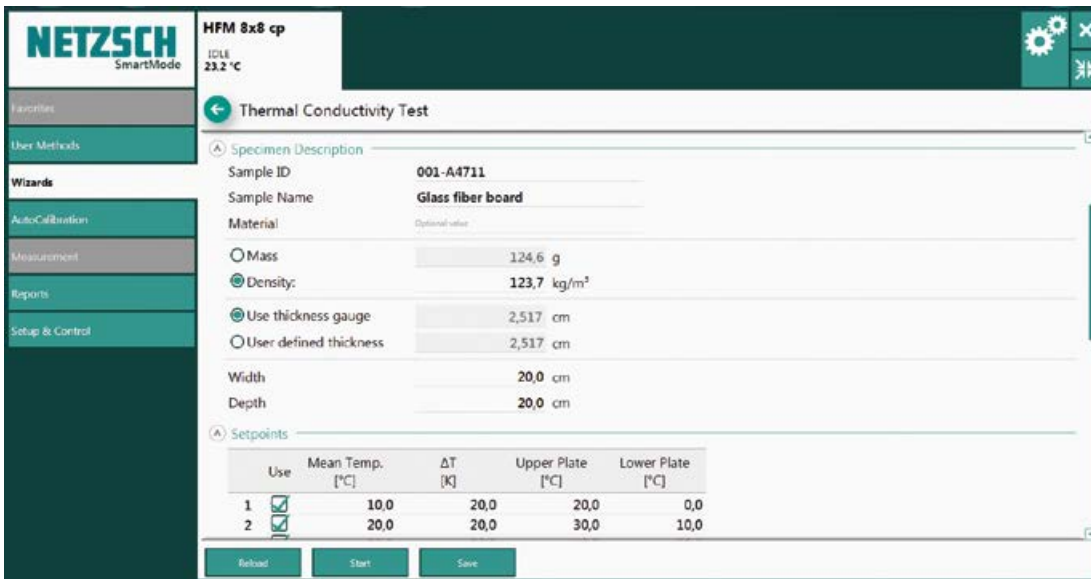 NETZSCH
SmartMode
HFM 8x8 cp
IDLE
23.2 °C
Favorites
User Methods
Wizards
AutoCalibration
Measurement
Reports
Setup & Control
Thermal Conductivity Test
Specimen Description
Sample ID 001-A4711
Sample Name Glass fiber board
Material Optional value
Mass 124,6 g
Density: 123,7 kg/m³
Use thickness gauge 2,517 cm
User defined thickness 2,517 cm
Width 20,0 cm
Depth 20,0 cm
Setpoints
Use Mean Temp. ΔT Upper Plate Lower Plate
[°C] [K] [°C] [°C]
1 10,0 20,0 20,0 0,0
2 20,0 20,0 30,0 10,0
Reload Start Save